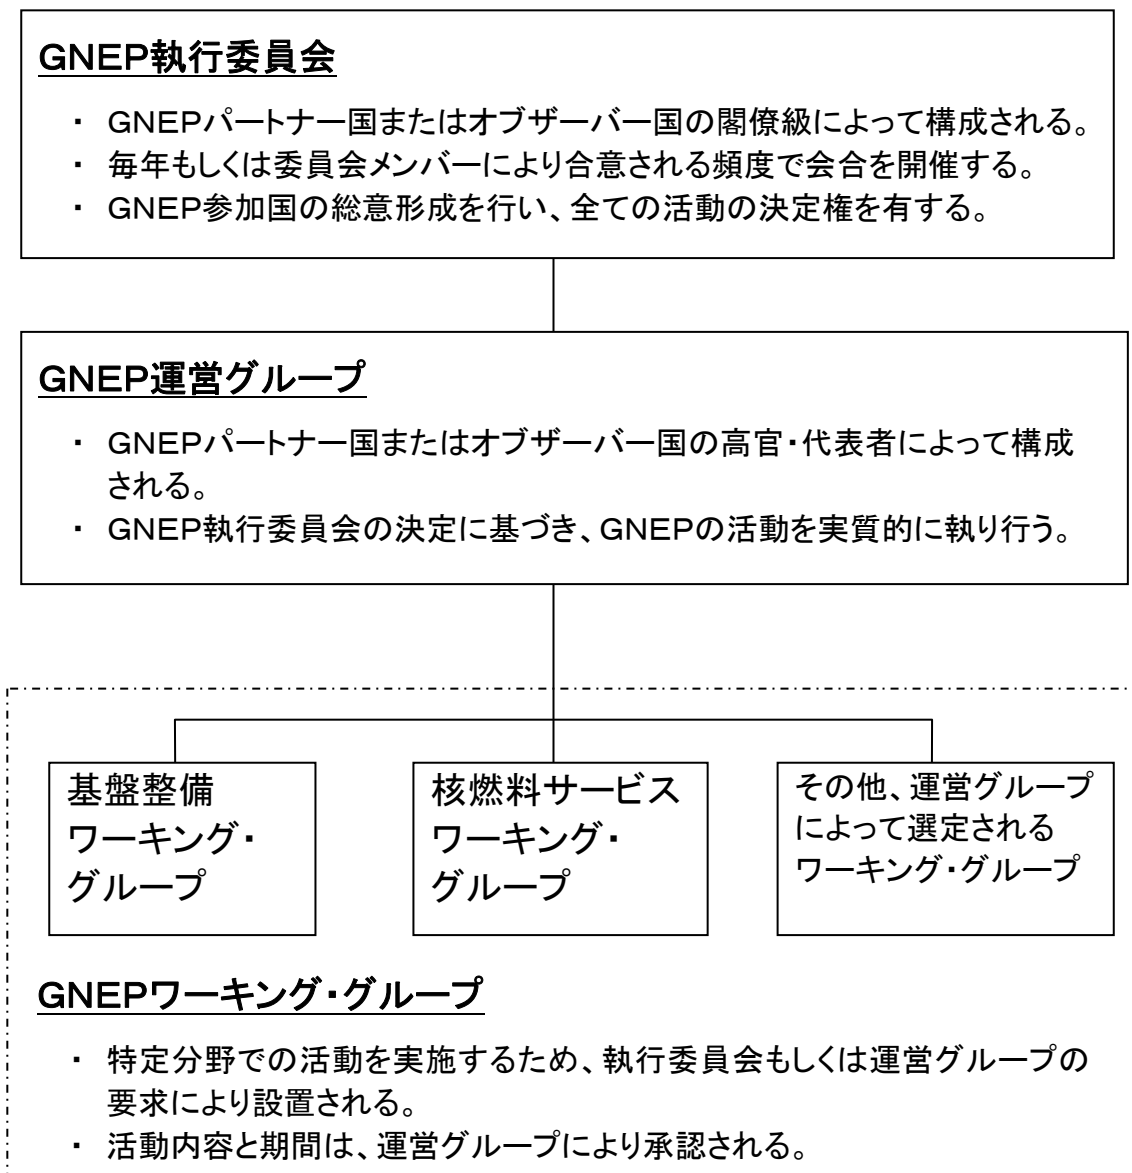 GNEP執行委員会
・ GNEPパートナー国またはオブザーバー国の閣僚級によって構成される。
・ 毎年もしくは委員会メンバーにより合意される頻度で会合を開催する。
・ GNEP参加国の総意形成を行い、全ての活動の決定権を有する。
GNEP運営グループ
・ GNEPパートナー国またはオブザーバー国の高官・代表者によって構成
される。
・ GNEP執行委員会の決定に基づき、GNEPの活動を実質的に執り行う。
基盤整備
ワーキング・
グループ
核燃料サービス
ワーキング・
グループ
その他、運営グループ
によって選定される
ワーキング・グループ
GNEPワーキング・グループ
・ 特定分野での活動を実施するため、執行委員会もしくは運営グループの
要求により設置される。
・ 活動内容と期間は、運営グループにより承認される。